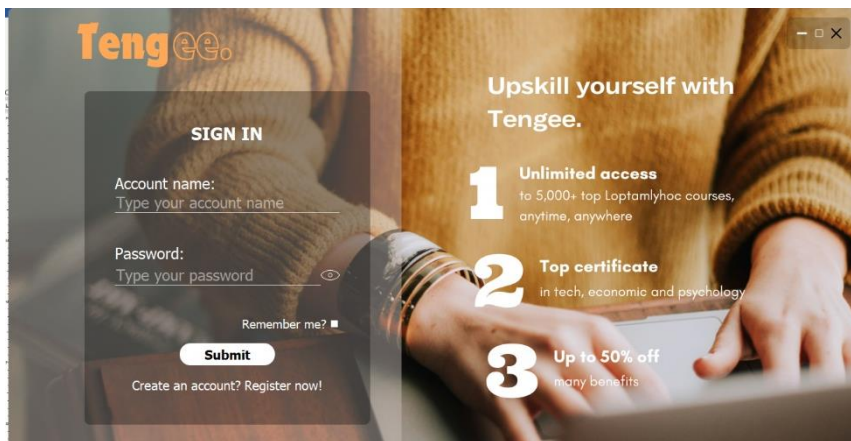 Tengee.
SIGN IN
Account name:
Type your account name
Password:
Type your password
Remember me?
Submit
Create an account? Register now!
Upskill yourself with
Tengee.
1
Unlimited access
to 5,000+ top Loptamlyhoc courses,
anytime, anywhere
2
Top certificate
in tech, economic and psychology
3
Up to 50% off
many benefits